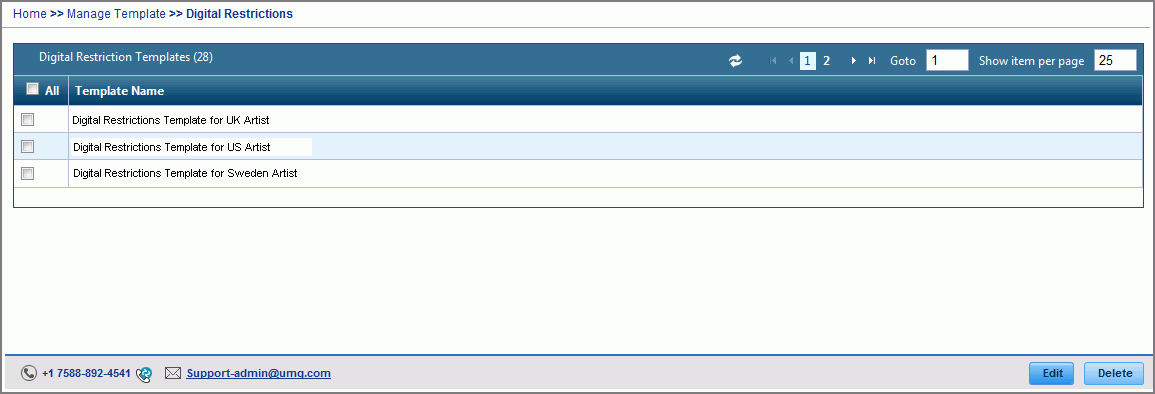 Home >> Manage Template >> Digital Restrictions
Digital Restriction Templates (28) 1 2 Goto 1 Show item per page 25
All Template Name
Digital Restrictions Template for UK Artist
Digital Restrictions Template for US Artist
Digital Restrictions Template for Sweden Artist
+1 7588-892-4541 Support-admin@umq.com Edit Delete